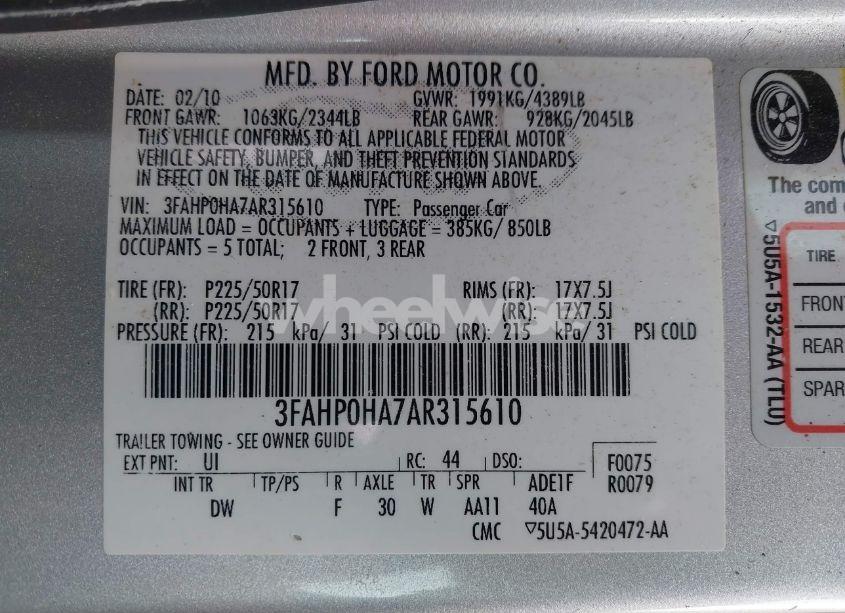 MFD. BY FORD MOTOR CO.
DATE: 02/10 GVWR: 1991KG/4389LB
FRONT GAWR: 1063KG/2344LB REAR GAWR: 928KG/2045LB
THIS VEHICLE CONFORMS TO ALL APPLICABLE FEDERAL MOTOR
VEHICLE SAFETY, BUMPER, AND THEFT PREVENTION STANDARDS
IN EFFECT ON THE DATE OF MANUFACTURE SHOWN ABOVE.
VIN: 3FAHP0HA7AR315610 TYPE: Passenger Car
MAXIMUM LOAD = OCCUPANTS + LUGGAGE = 385KG/ 850LB
OCCUPANTS = 5 TOTAL; 2 FRONT, 3 REAR
TIRE (FR): P225/50R17 RIMS (FR): 17X7.5J
(RR): P225/50R17 (RR): 17X7.5J
PRESSURE (FR): 215 kPa/ 31 PSI COLD (RR): 215 kPa/ 31 PSI COLD
wheelwise
3FAHP0HA7AR315610
TRAILER TOWING - SEE OWNER GUIDE
EXT PNT: UI RC: 44 DSO: F0075
INT TR TP/PS R AXLE TR SPR ADE1F R0079
DW F 30 W AA11 40A
CMC ▽5U5A-5420472-AA
The com
and
▽5U5A-1532-AA (TLU)
TIRE
FRONT
REAR
SPAR